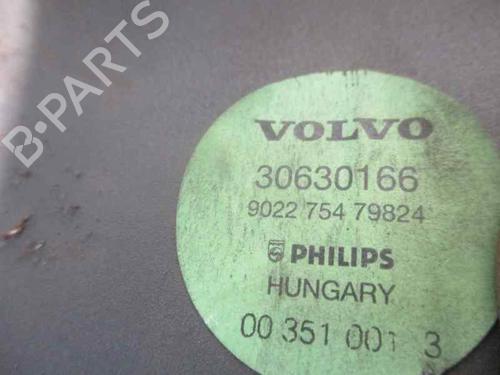 B-PARTS
VOLVO
30630166
9022 754 79824
PHILIPS
HUNGARY
00 351 001 3